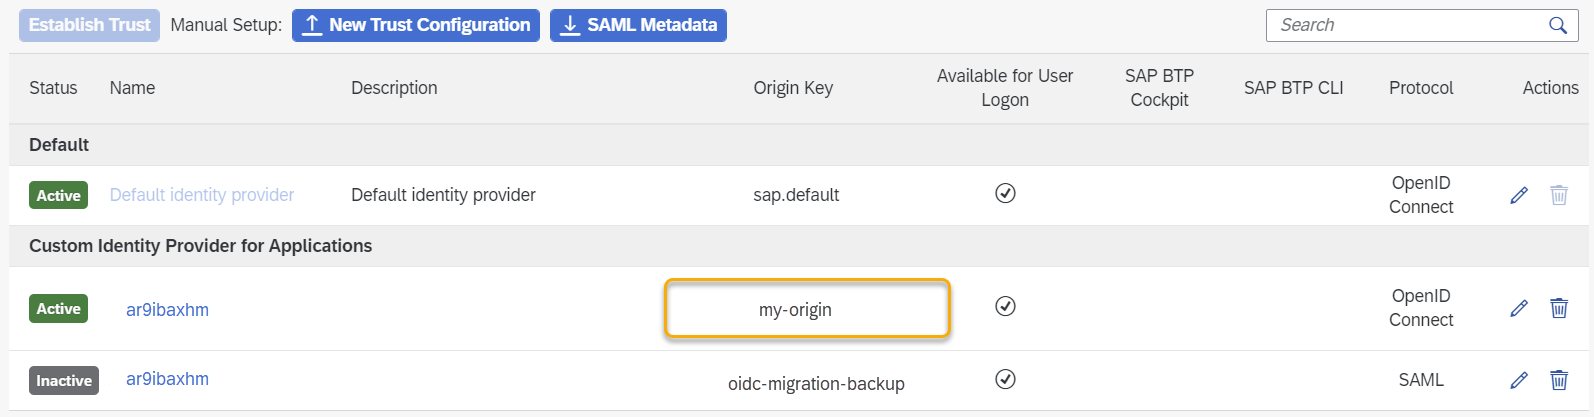 Establish Trust Manual Setup: New Trust Configuration SAML Metadata Search
Status Name Description Origin Key Available for User Logon SAP BTP Cockpit SAP BTP CLI Protocol Actions
Default
Active Default identity provider Default identity provider sap.default OpenID Connect
Custom Identity Provider for Applications
Active ar9ibaxhm my-origin OpenID Connect
Inactive ar9ibaxhm oidc-migration-backup SAML